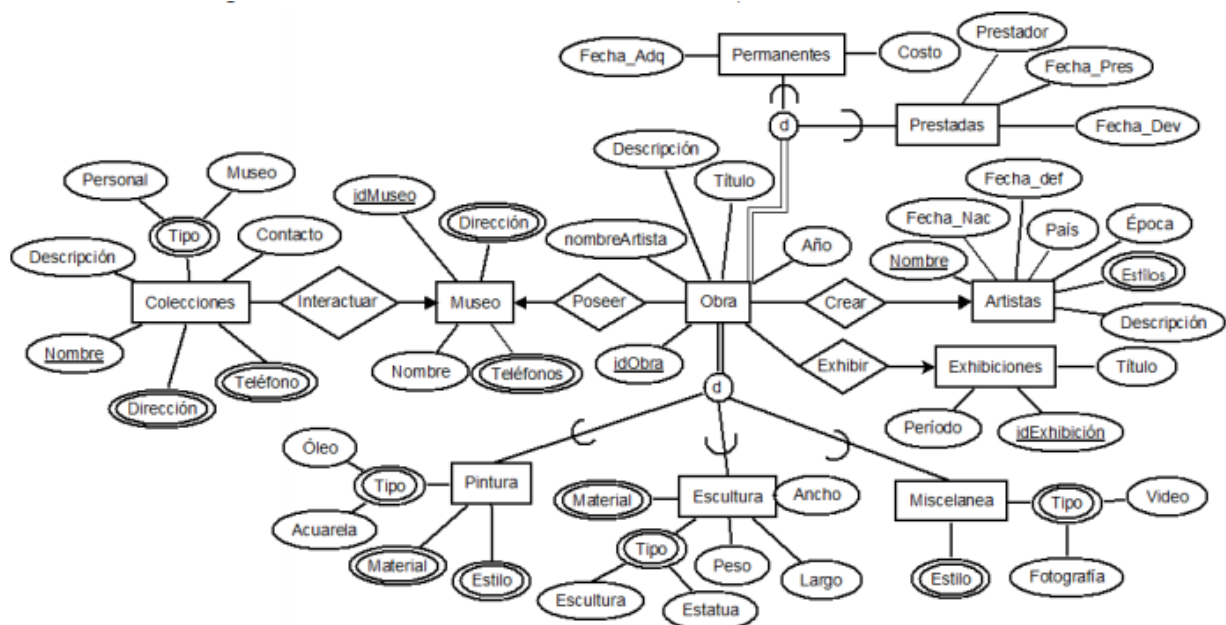 Prestador
Fecha_Adq
Permanentes
Costo
Fecha_Pres
d
Prestadas
Fecha_Dev
Descripción
Personal
Museo
Título
Fecha_def
idMuseo
Tipo
Dirección
Fecha_Nac
País
Época
Contacto
nombreArtista
Año
Descripción
Nombre
Estilos
Colecciones
Interactuar
Museo
Poseer
Obra
Crear
Artistas
Descripción
Nombre
Teléfono
Nombre
Teléfonos
idObra
Exhibir
Exhibiciones
Título
Dirección
d
Período
idExhibición
Óleo
Tipo
Pintura
Material
Escultura
Ancho
Miscelanea
Tipo
Video
Acuarela
Tipo
Material
Estilo
Peso
Largo
Estilo
Fotografía
Escultura
Estatua